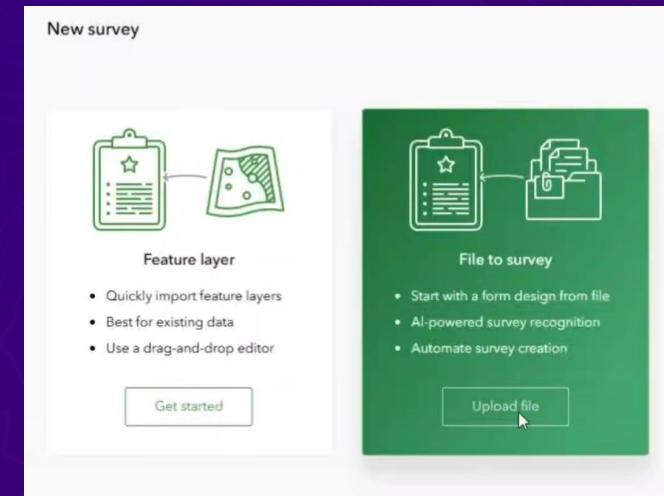 New survey
Feature layer
• Quickly import feature layers
• Best for existing data
• Use a drag-and-drop editor
Get started
File to survey
• Start with a form design from file
• AI-powered survey recognition
• Automate survey creation
Upload file